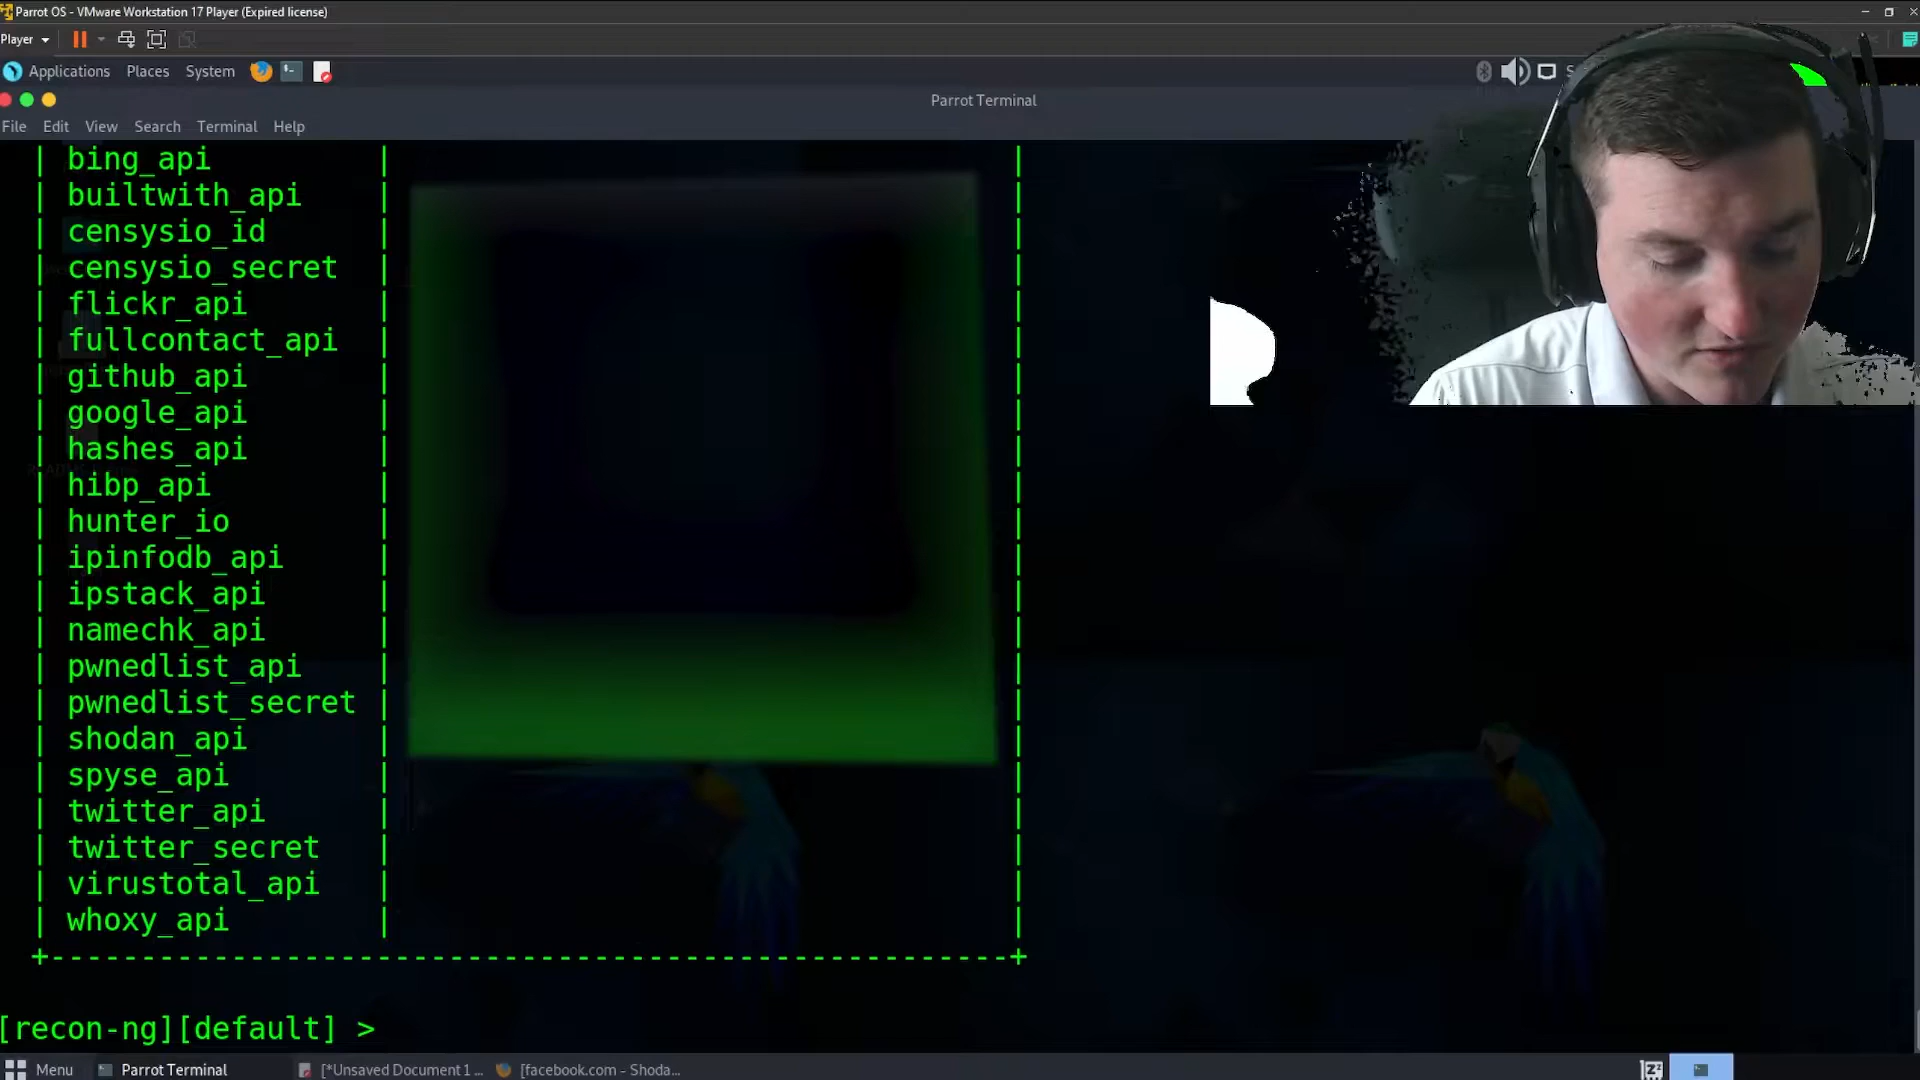 Parrot OS - VMware Workstation 17 Player (Expired license)
Player
Applications Places System
Parrot Terminal
File Edit View Search Terminal Help
| bing_api | |
| builtwith_api | |
| censysio_id | |
| censysio_secret | |
| flickr_api | |
| fullcontact_api | |
| github_api | |
| google_api | |
| hashes_api | |
| hibp_api | |
| hunter_io | |
| ipinfodb_api | |
| ipstack_api | |
| namechk_api | |
| pwnedlist_api | |
| pwnedlist_secret | |
| shodan_api | |
| spyse_api | |
| twitter_api | |
| twitter_secret | |
| virustotal_api | |
| whoxy_api | |
+------------------------------------------------------+
[recon-ng][default] >
Menu Parrot Terminal [*Unsaved Document 1 ... [facebook.com - Shoda...